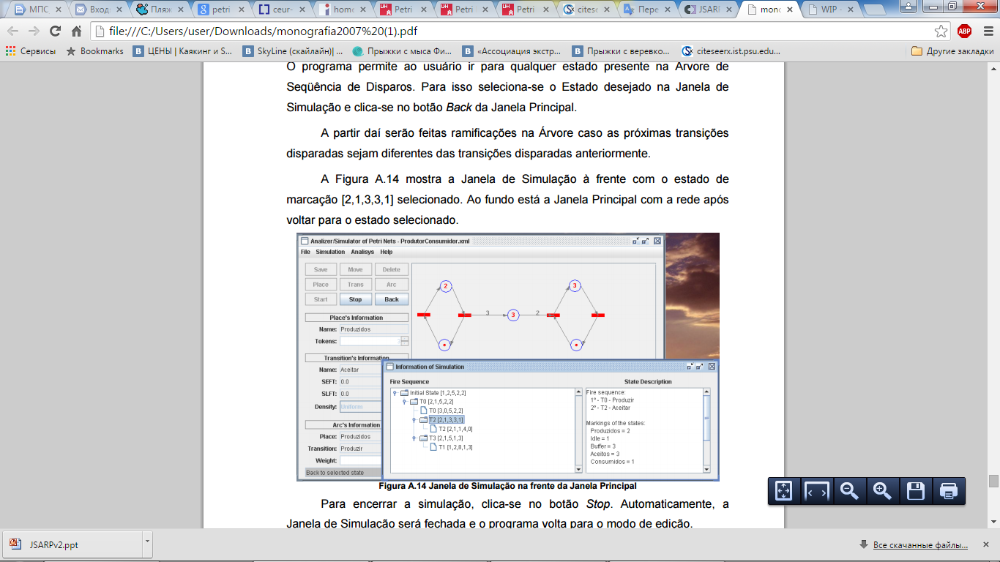 МПС
Вход
Пляж
petri
ceur-
home
Petri
Petri
Petri
citese
Пере
JSARP
mono
WIP -
file:///C:/Users/user/Downloads/monografia2007%20(1).pdf
ABP
Сервисы
Bookmarks
ЦЕНЫ | Каякинг и S...
SkyLine (скайлайн)| ...
Прыжки с мыса Фи...
«Ассоциация экстр...
Прыжки с веревко...
citeseerx.ist.psu.edu...
Другие закладки
O programa permite ao usuário ir para qualquer estado presente na Árvore de
Seqüência de Disparos. Para isso seleciona-se o Estado desejado na Janela de
Simulação e clica-se no botão Back da Janela Principal.
A partir daí serão feitas ramificações na Árvore caso as próximas transições
disparadas sejam diferentes das transições disparadas anteriormente.
A Figura A.14 mostra a Janela de Simulação à frente com o estado de
marcação [2,1,3,3,1] selecionado. Ao fundo está a Janela Principal com a rede após
voltar para o estado selecionado.
Analizer/Simulator of Petri Nets - ProdutorConsumidor.xml
File Simulation Analisys Help
Save Move Delete
Place Trans Arc
Start Stop Back
Place's Information
Name: Produzidos
Tokens:
Transition's Information
Name: Aceitar
SEFT: 0.0
SLFT: 0.0
Density: Uniform
Arc's Information
Place: Produzidos
Transition: Produzir
Weight:
Back to selected state
2
3
3
3
2
Information of Simulation
Fire Sequence
Initial State [1,2,5,2,2]
T0 [2,1,5,2,2]
T0 [3,0,5,2,2]
T2 [2,1,3,3,1]
T2 [2,1,1,4,0]
T3 [2,1,5,1,3]
T1 [1,2,8,1,3]
State Description
Fire sequence:
1º - T0 - Produzir
2º - T2 - Aceitar
Markings of the states:
Produzidos = 2
Idle = 1
Buffer = 3
Aceitos = 3
Consumidos = 1
Figura A.14 Janela de Simulação na frente da Janela Principal
Para encerrar a simulação, clica-se no botão Stop. Automaticamente, a
Janela de Simulação será fechada e o programa volta para o modo de edição.
JSARPv2.ppt
Все скачанные файлы...